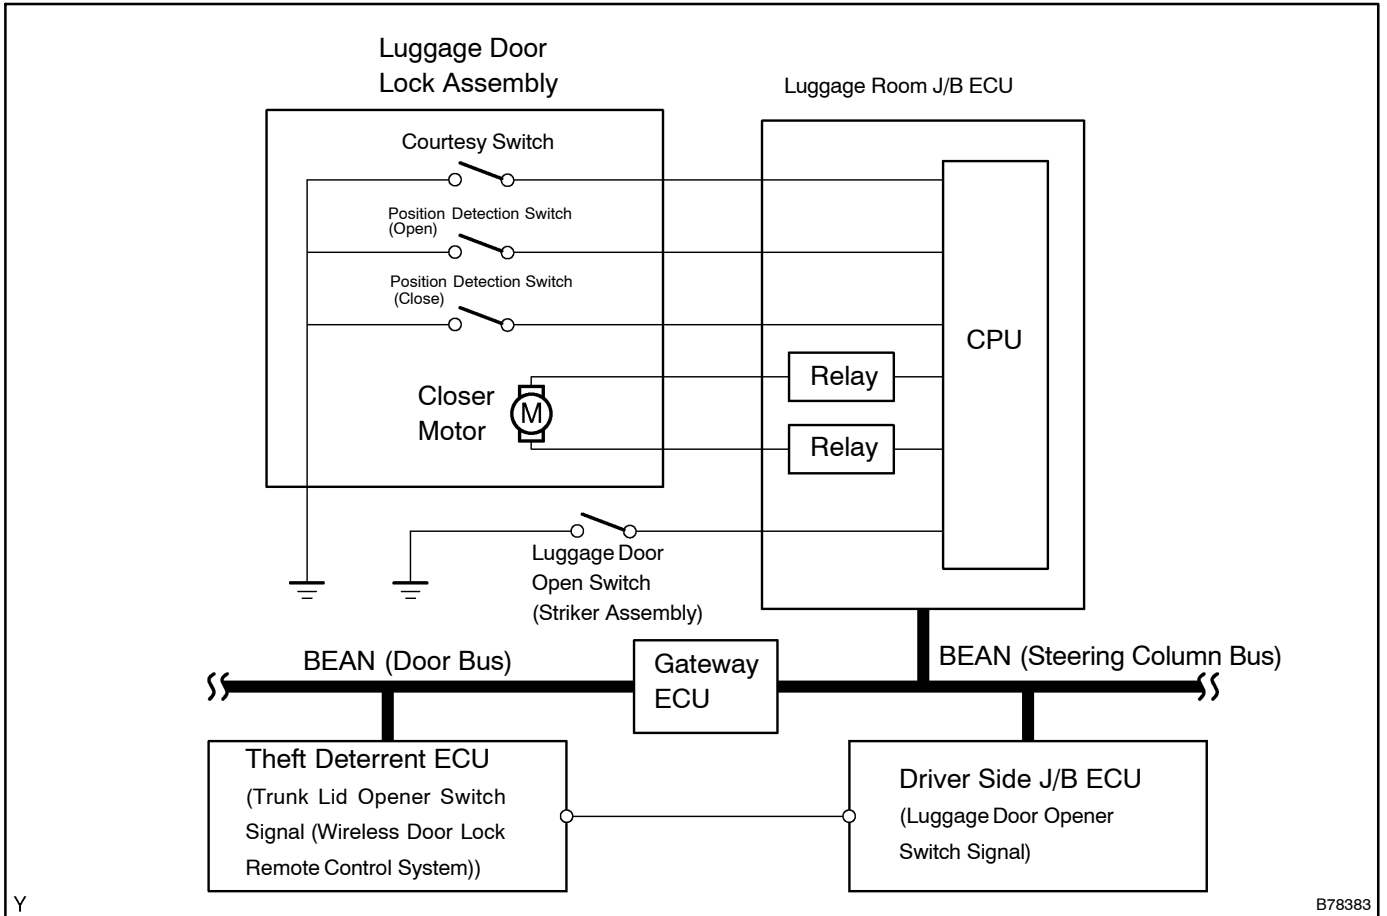 Luggage Door
Lock Assembly
Luggage Room J/B ECU
Courtesy Switch
Position Detection Switch
(Open)
Position Detection Switch
(Close)
CPU
Relay
Closer
Motor
M
Relay
Luggage Door
Open Switch
(Striker Assembly)
BEAN (Door Bus)
Gateway
ECU
BEAN (Steering Column Bus)
Theft Deterrent ECU
(Trunk Lid Opener Switch
Signal (Wireless Door Lock
Remote Control System))
Driver Side J/B ECU
(Luggage Door Opener
Switch Signal)
Y
B78383